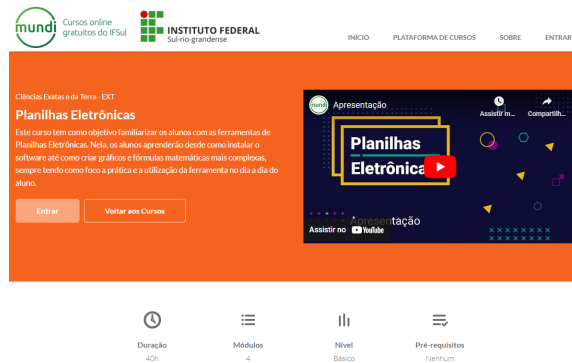 mundi
Cursos online
gratuitos do IFSul
INSTITUTO FEDERAL
Sul-rio-grandense
INÍCIO
PLATAFORMA DE CURSOS
SOBRE
ENTRAR
Ciências Exatas e da Terra - EXT
Planilhas Eletrônicas
Este curso tem como objetivo familiarizar os alunos com as ferramentas de
Planilhas Eletrônicas. Nela, os alunos aprenderão desde como instalar o
software até como criar gráficos e fórmulas matemáticas mais complexas,
sempre tendo como foco a prática e a utilização da ferramenta no dia a dia do
aluno.
Entrar
Voltar aos Cursos
mundi
Apresentação
Assistir m...
Compartilh...
Planilhas
Eletrônica
Apresentação
Assistir no YouTube
Duração
40h
Módulos
4
Nível
Básico
Pré-requisitos
Nenhum